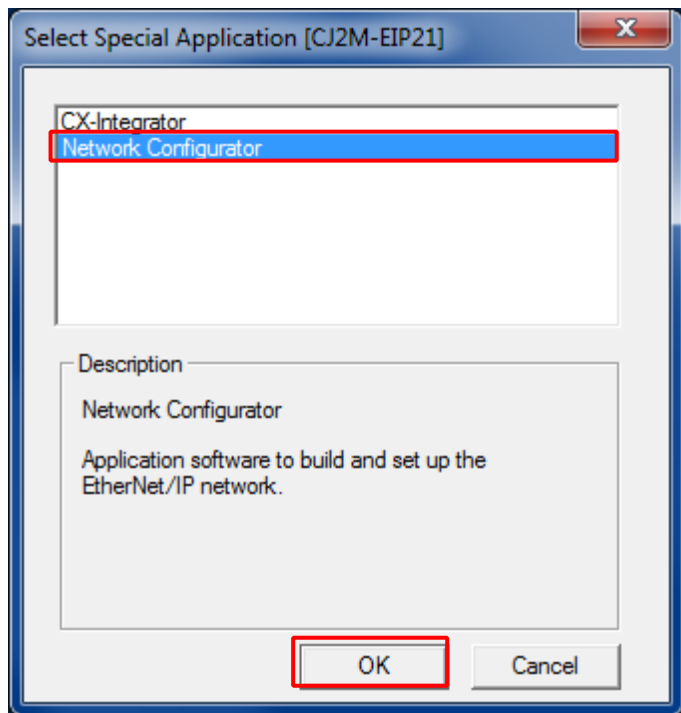 Select Special Application [CJ2M-EIP21]
CX-Integrator
Network Configurator
Description
Network Configurator
Application software to build and set up the
EtherNet/IP network.
OK
Cancel